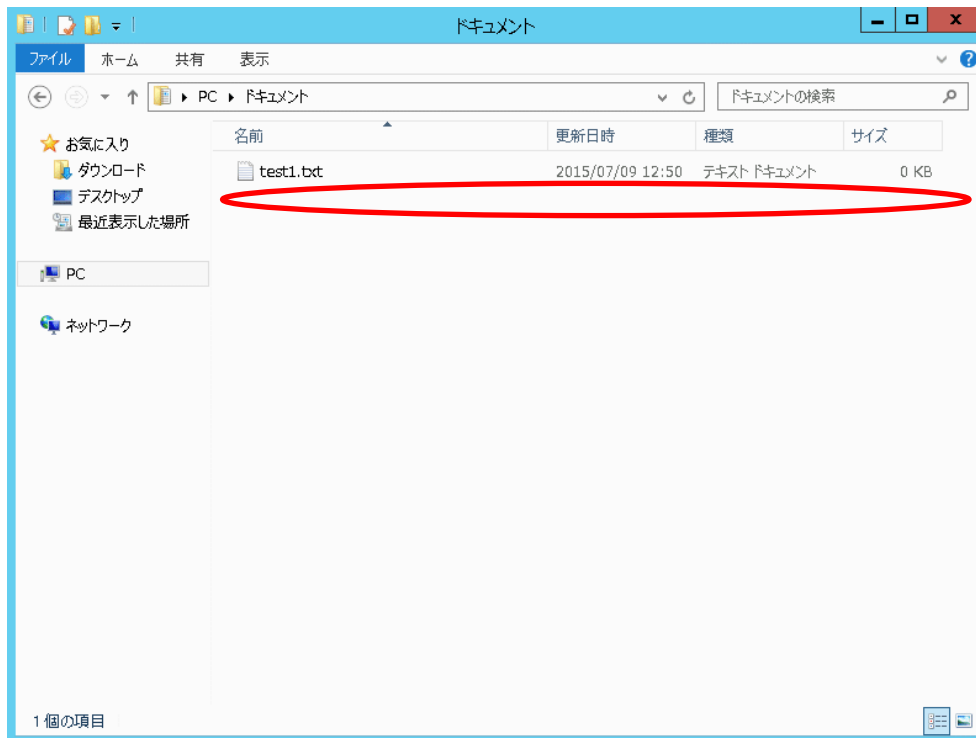 ドキュメント
ファイル ホーム 共有 表示
PC ドキュメント ドキュメントの検索
お気に入り
ダウンロード
デスクトップ
最近表示した場所
PC
ネットワーク
名前 更新日時 種類 サイズ
test1.txt 2015/07/09 12:50 テキスト ドキュメント 0 KB
1 個の項目